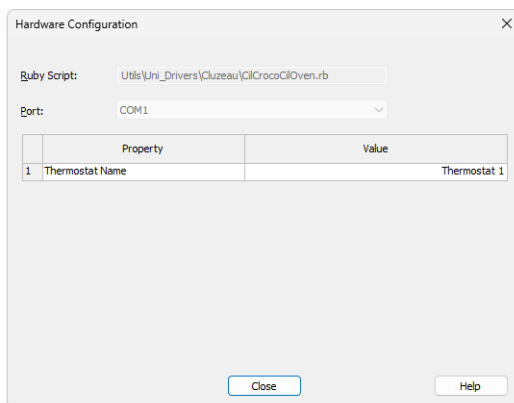 Hardware Configuration
Ruby Script: Utils\Uni_Drivers\Cluzeau\CilCrocoCilOven.rb
Port: COM1
Property Value
1 Thermostat Name Thermostat 1
Close Help